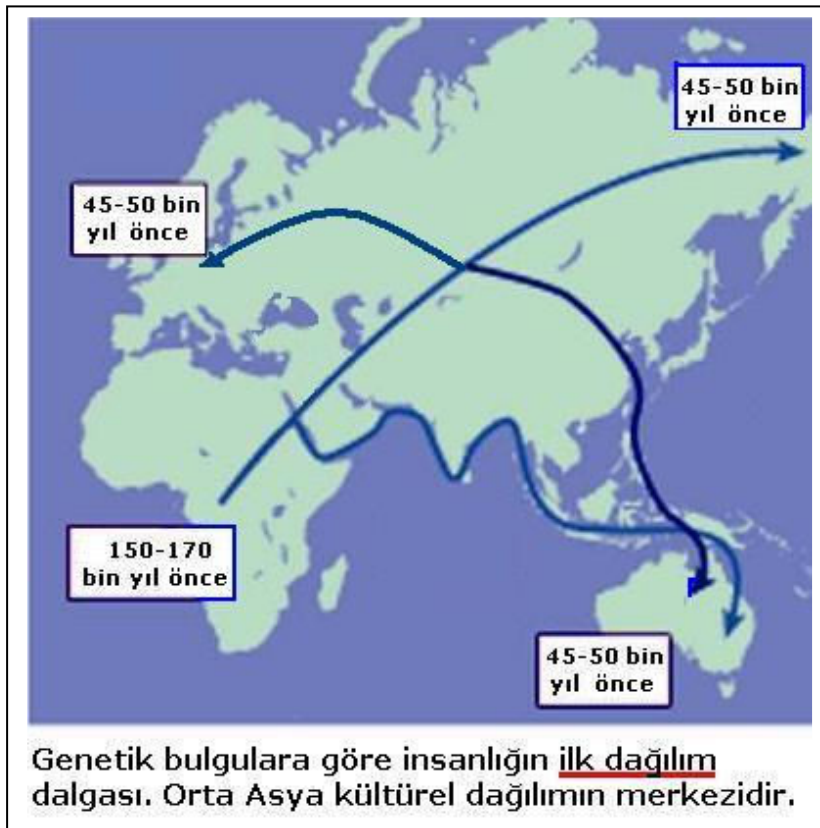 45-50 bin
yıl önce
45-50 bin
yıl önce
150-170
bin yıl önce
45-50 bin
yıl önce
Genetik bulgulara göre insanlığın ilk dağılım
dalgası. Orta Asya kültürel dağılımın merkezidir.